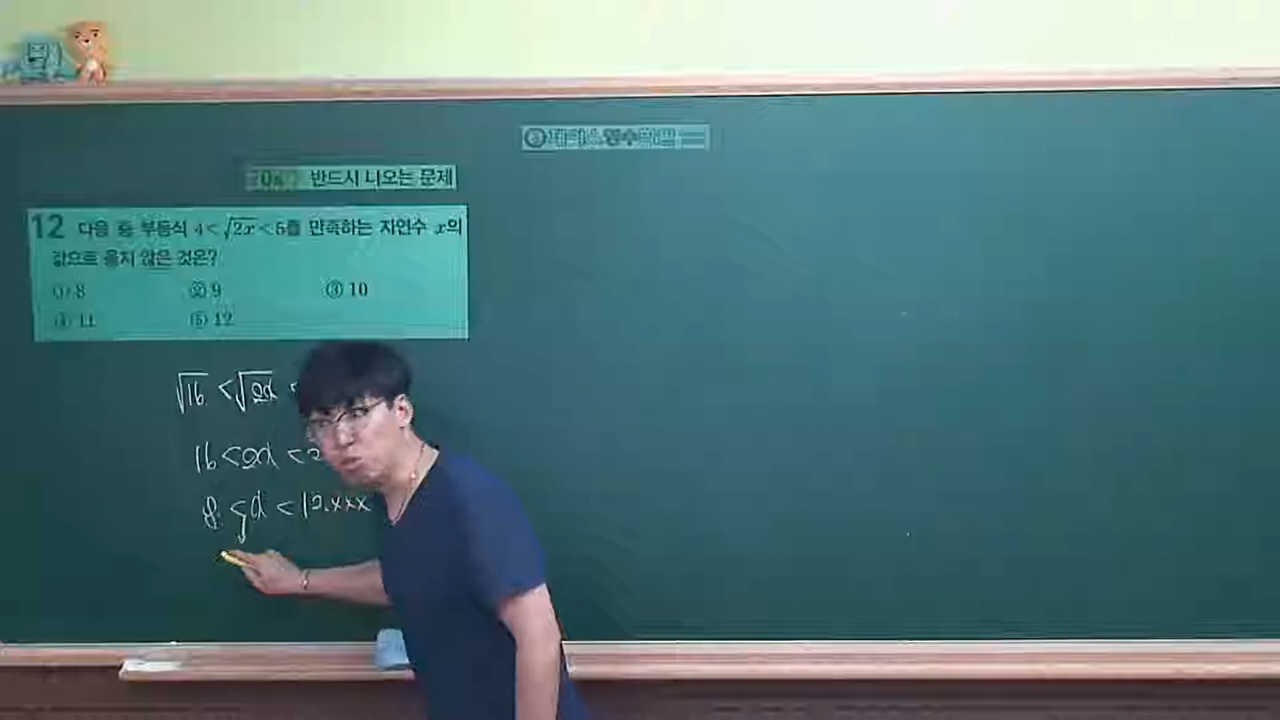 반드시 나오는 문제
12 다음 중 부등식 4<√2x<5를 만족하는 자연수 x의
값으로 옳지 않은 것은?
① 8 ② 9 ③ 10
④ 11 ⑤ 12
√16 <√2x <
16<2x <2
8 <x <12.xxx